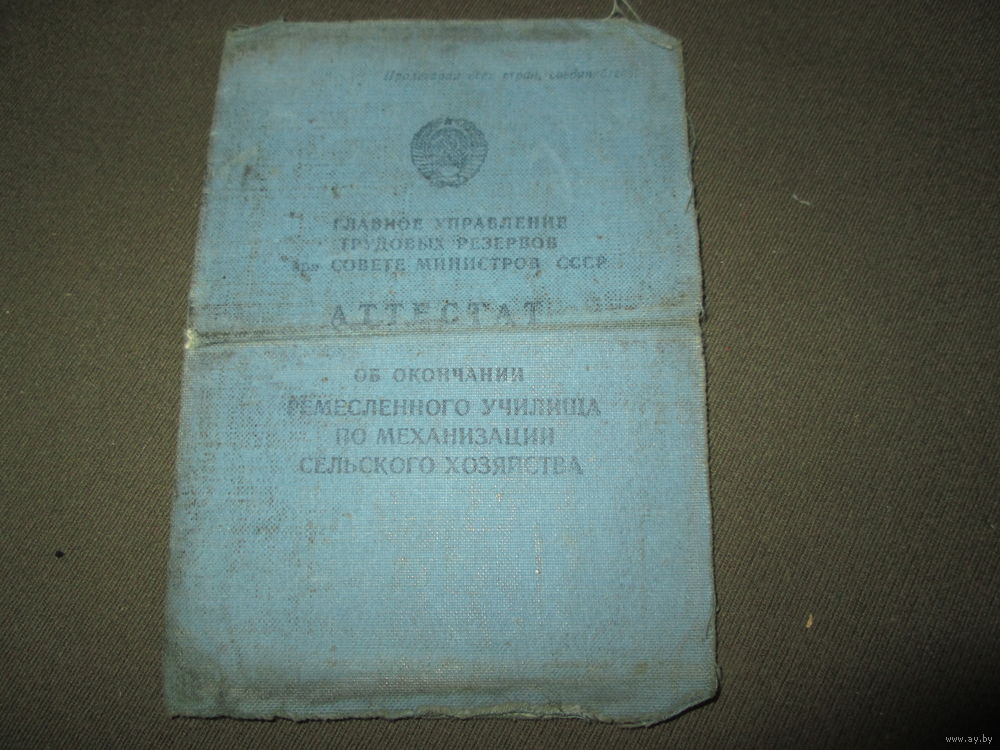 Пролетарии всех стран, соединяйтесь!
ГЛАВНОЕ УПРАВЛЕНИЕ
ТРУДОВЫХ РЕЗЕРВОВ
при СОВЕТЕ МИНИСТРОВ СССР
АТТЕСТАТ
ОБ ОКОНЧАНИИ
РЕМЕСЛЕННОГО УЧИЛИЩА
ПО МЕХАНИЗАЦИИ
СЕЛЬСКОГО ХОЗЯЙСТВА
www.ay.by